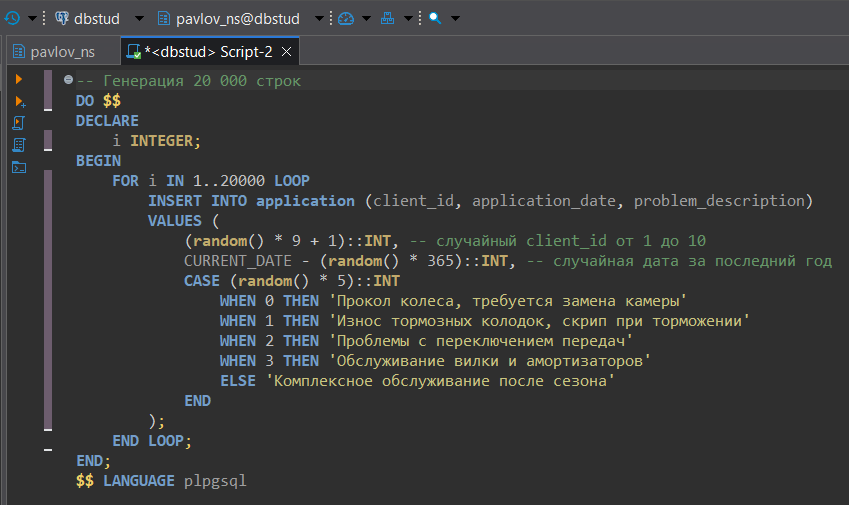 dbstud pavlov_ns@dbstud
pavlov_ns *<dbstud> Script-2
-- Генерация 20 000 строк
DO $$
DECLARE
    i INTEGER;
BEGIN
    FOR i IN 1..20000 LOOP
        INSERT INTO application (client_id, application_date, problem_description)
        VALUES (
            (random() * 9 + 1)::INT, -- случайный client_id от 1 до 10
            CURRENT_DATE - (random() * 365)::INT, -- случайная дата за последний год
            CASE (random() * 5)::INT
                WHEN 0 THEN 'Прокол колеса, требуется замена камеры'
                WHEN 1 THEN 'Износ тормозных колодок, скрип при торможении'
                WHEN 2 THEN 'Проблемы с переключением передач'
                WHEN 3 THEN 'Обслуживание вилки и амортизаторов'
                ELSE 'Комплексное обслуживание после сезона'
            END
        );
    END LOOP;
END;
$$ LANGUAGE plpgsql